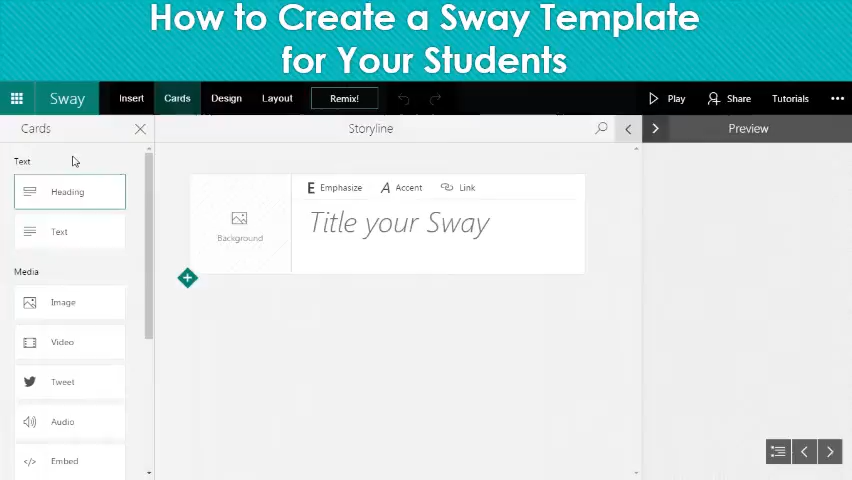 How to Create a Sway Template
for Your Students
Sway Insert Cards Design Layout Remix! Play Share Tutorials
Cards Storyline Preview
Text
Heading
Text
Media
Image
Video
Tweet
Audio
Embed
Emphasize Accent Link
Title your Sway
Background